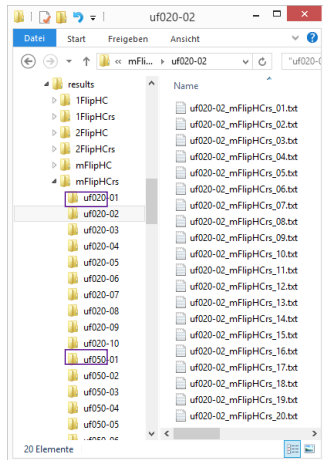 uf020-02
Datei Start Freigeben Ansicht
« mFli... uf020-02 "uf020-0
results
1FlipHC
1FlipHCrs
2FlipHC
2FlipHCrs
mFlipHC
mFlipHCrs
uf020-01
uf020-02
uf020-03
uf020-04
uf020-05
uf020-06
uf020-07
uf020-08
uf020-09
uf020-10
uf050-01
uf050-02
uf050-03
uf050-04
uf050-05
uf050-06
Name
uf020-02_mFlipHCrs_01.txt
uf020-02_mFlipHCrs_02.txt
uf020-02_mFlipHCrs_03.txt
uf020-02_mFlipHCrs_04.txt
uf020-02_mFlipHCrs_05.txt
uf020-02_mFlipHCrs_06.txt
uf020-02_mFlipHCrs_07.txt
uf020-02_mFlipHCrs_08.txt
uf020-02_mFlipHCrs_09.txt
uf020-02_mFlipHCrs_10.txt
uf020-02_mFlipHCrs_11.txt
uf020-02_mFlipHCrs_12.txt
uf020-02_mFlipHCrs_13.txt
uf020-02_mFlipHCrs_14.txt
uf020-02_mFlipHCrs_15.txt
uf020-02_mFlipHCrs_16.txt
uf020-02_mFlipHCrs_17.txt
uf020-02_mFlipHCrs_18.txt
uf020-02_mFlipHCrs_19.txt
uf020-02_mFlipHCrs_20.txt
20 Elemente